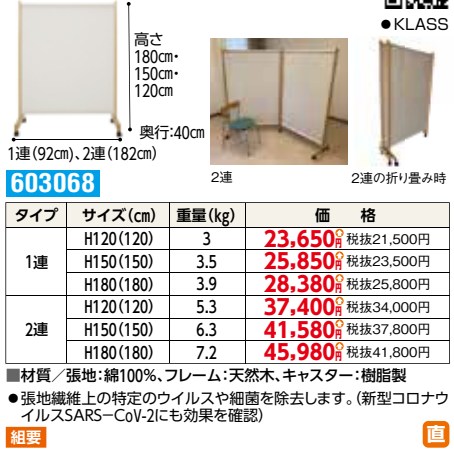 ●KLASS
高さ
180㎝・
150㎝・
120㎝
奥行:40㎝
1連(92㎝)、2連(182㎝)
2連
2連の折り畳み時
603068
タイプ サイズ(㎝) 重量(㎏) 価格
1連 H120(120) 3 23,650円 税抜21,500円
H150(150) 3.5 25,850円 税抜23,500円
H180(180) 3.9 28,380円 税抜25,800円
2連 H120(120) 5.3 37,400円 税抜34,000円
H150(150) 6.3 41,580円 税抜37,800円
H180(180) 7.2 45,980円 税抜41,800円
■材質/張地:綿100%、フレーム:天然木、キャスター:樹脂製
●張地繊維上の特定のウイルスや細菌を除去します。(新型コロナウ
イルスSARS−CoV-2にも効果を確認)
組要
直